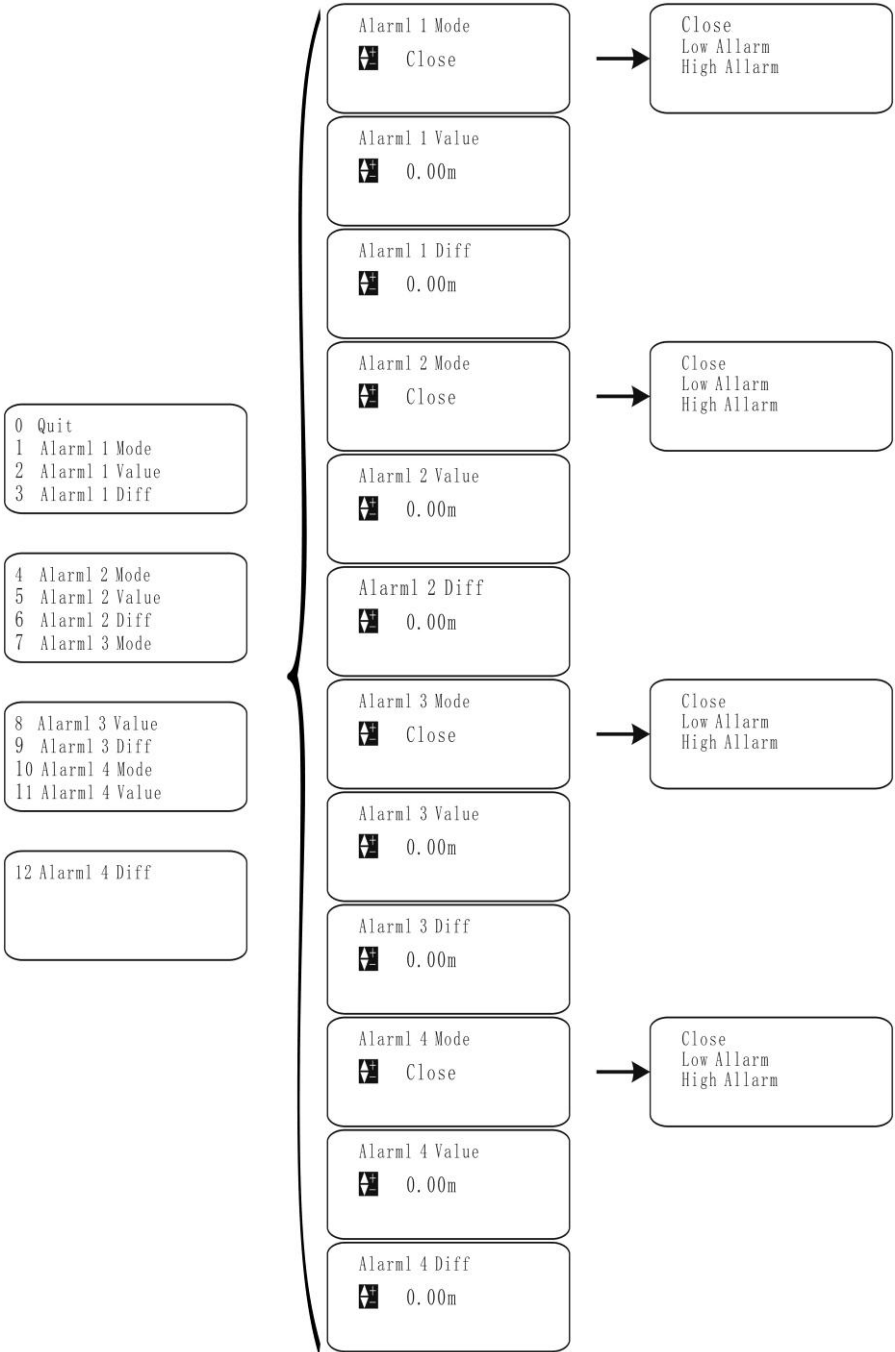 0 Quit
1 Alarml 1 Mode
2 Alarml 1 Value
3 Alarml 1 Diff
4 Alarml 2 Mode
5 Alarml 2 Value
6 Alarml 2 Diff
7 Alarml 3 Mode
8 Alarml 3 Value
9 Alarml 3 Diff
10 Alarml 4 Mode
11 Alarml 4 Value
12 Alarml 4 Diff
Alarml 1 Mode
Close
Close
Low Allarm
High Allarm
Alarml 1 Value
0.00m
Alarml 1 Diff
0.00m
Alarml 2 Mode
Close
Close
Low Allarm
High Allarm
Alarml 2 Value
0.00m
Alarml 2 Diff
0.00m
Alarml 3 Mode
Close
Close
Low Allarm
High Allarm
Alarml 3 Value
0.00m
Alarml 3 Diff
0.00m
Alarml 4 Mode
Close
Close
Low Allarm
High Allarm
Alarml 4 Value
0.00m
Alarml 4 Diff
0.00m